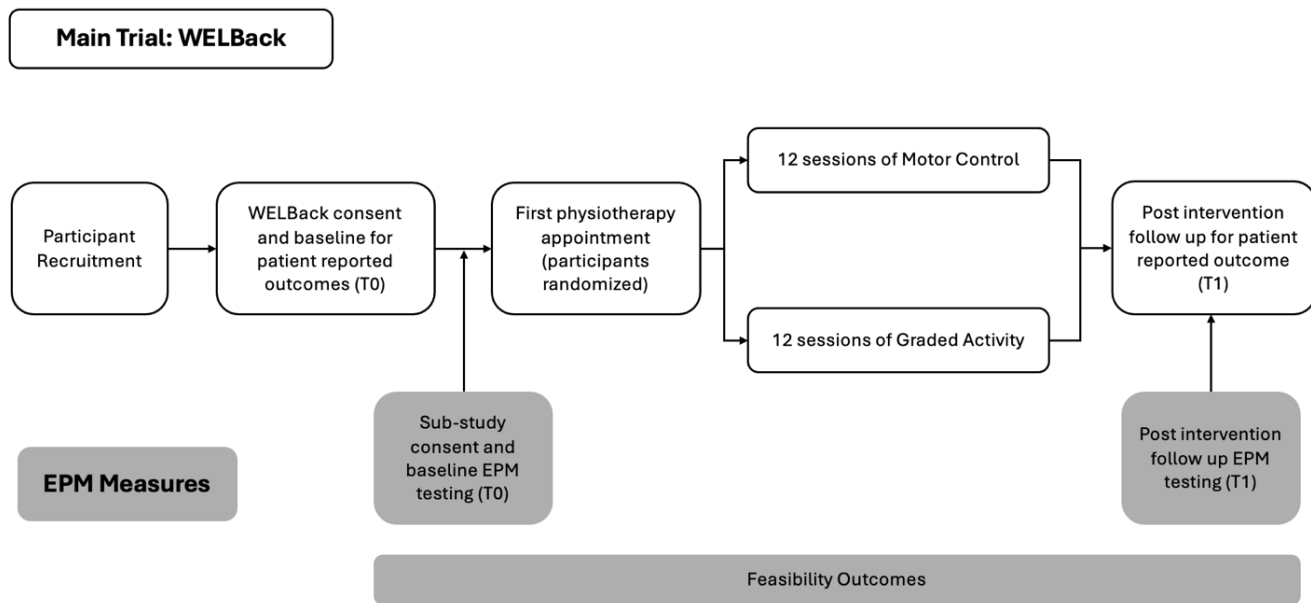 Main Trial: WELBack
Participant
Recruitment
WELBack consent
and baseline for
patient reported
outcomes (T0)
First physiotherapy
appointment
(participants
randomized)
12 sessions of Motor Control
12 sessions of Graded Activity
Post intervention
follow up for patient
reported outcome
(T1)
EPM Measures
Sub-study
consent and
baseline EPM
testing (T0)
Post intervention
follow up EPM
testing (T1)
Feasibility Outcomes